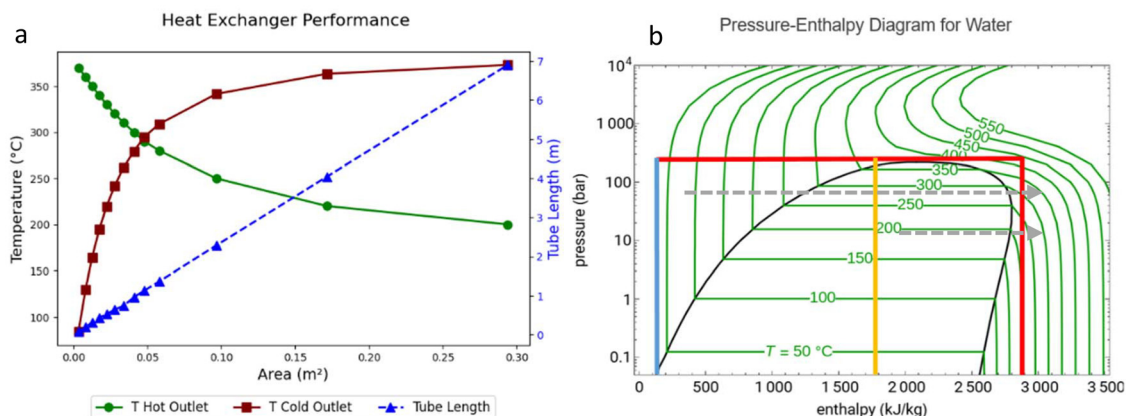 Heat Exchanger Performance
a
Temperature (°C)
350
300
250
200
150
100
7
6
5
4
3
2
1
0
Tube Length (m)
0.00 0.05 0.10 0.15 0.20 0.25 0.30
Area (m²)
T Hot Outlet T Cold Outlet Tube Length
Pressure-Enthalpy Diagram for Water
b
pressure (bar)
10⁴
1 000
100
10
1
0.1
550
500
450
400
350
300
250
200
150
100
T = 50 °C
0 500 1 000 1 500 2 000 2 500 3 000 3 500
enthalpy (kJ/kg)